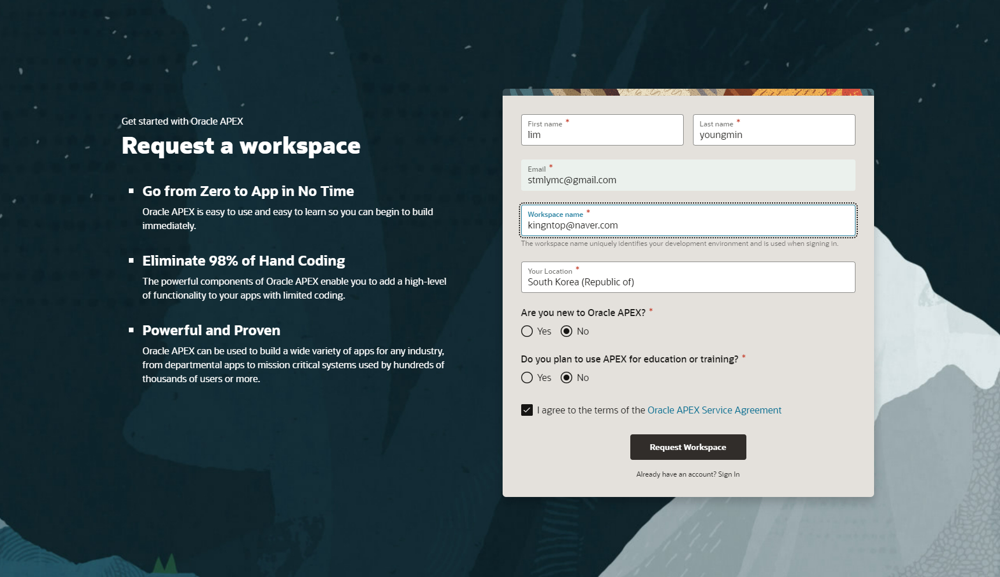 Get started with Oracle APEX
Request a workspace
Go from Zero to App in No Time
Oracle APEX is easy to use and easy to learn so you can begin to build
immediately.
Eliminate 98% of Hand Coding
The powerful components of Oracle APEX enable you to add a high-level
of functionality to your apps with limited coding.
Powerful and Proven
Oracle APEX can be used to build a wide variety of apps for any industry,
from departmental apps to mission critical systems used by hundreds of
thousands of users or more.
First name *
lim
Last name *
youngmin
Email *
stmlymc@gmail.com
Workspace name *
kingntop@naver.com
The workspace name uniquely identifies your development environment and is used when signing in.
Your Location *
South Korea (Republic of)
Are you new to Oracle APEX? *
Yes No
Do you plan to use APEX for education or training? *
Yes No
I agree to the terms of the Oracle APEX Service Agreement
Request Workspace
Already have an account? Sign In